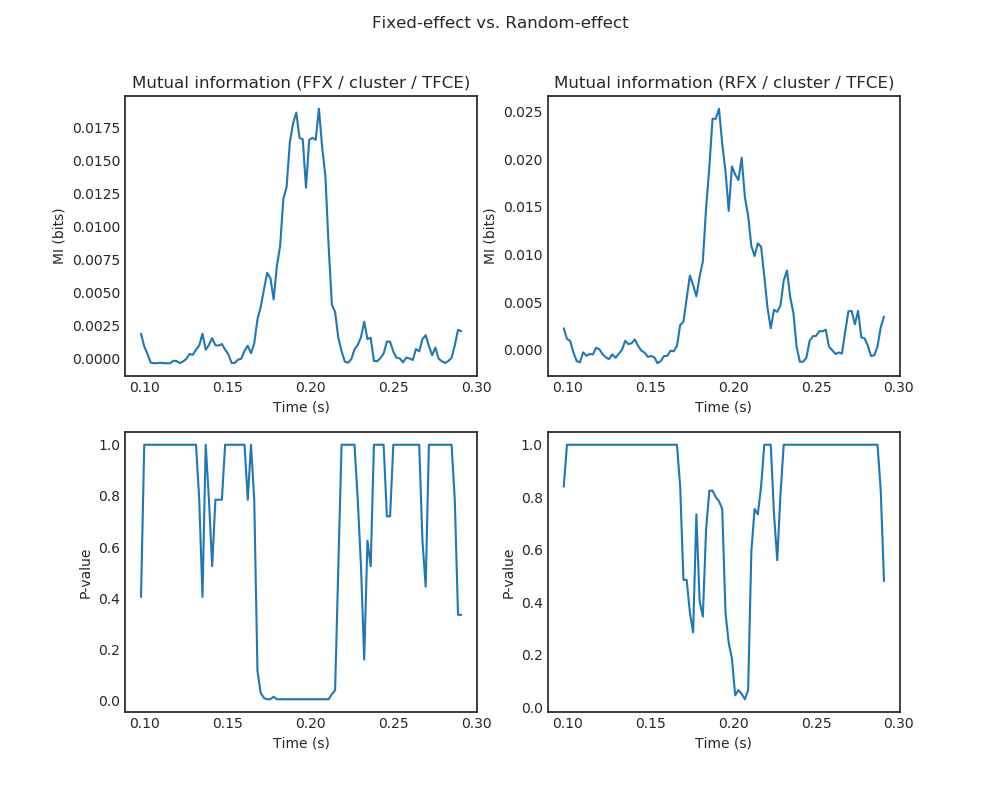 Fixed-effect vs. Random-effect
Mutual information (FFX / cluster / TFCE)
MI (bits)
0.0175
0.0150
0.0125
0.0100
0.0075
0.0050
0.0025
0.0000
0.10 0.15 0.20 0.25 0.30
Time (s)
Mutual information (RFX / cluster / TFCE)
MI (bits)
0.025
0.020
0.015
0.010
0.005
0.000
0.10 0.15 0.20 0.25 0.30
Time (s)
P-value
1.0
0.8
0.6
0.4
0.2
0.0
0.10 0.15 0.20 0.25 0.30
Time (s)
P-value
1.0
0.8
0.6
0.4
0.2
0.0
0.10 0.15 0.20 0.25 0.30
Time (s)